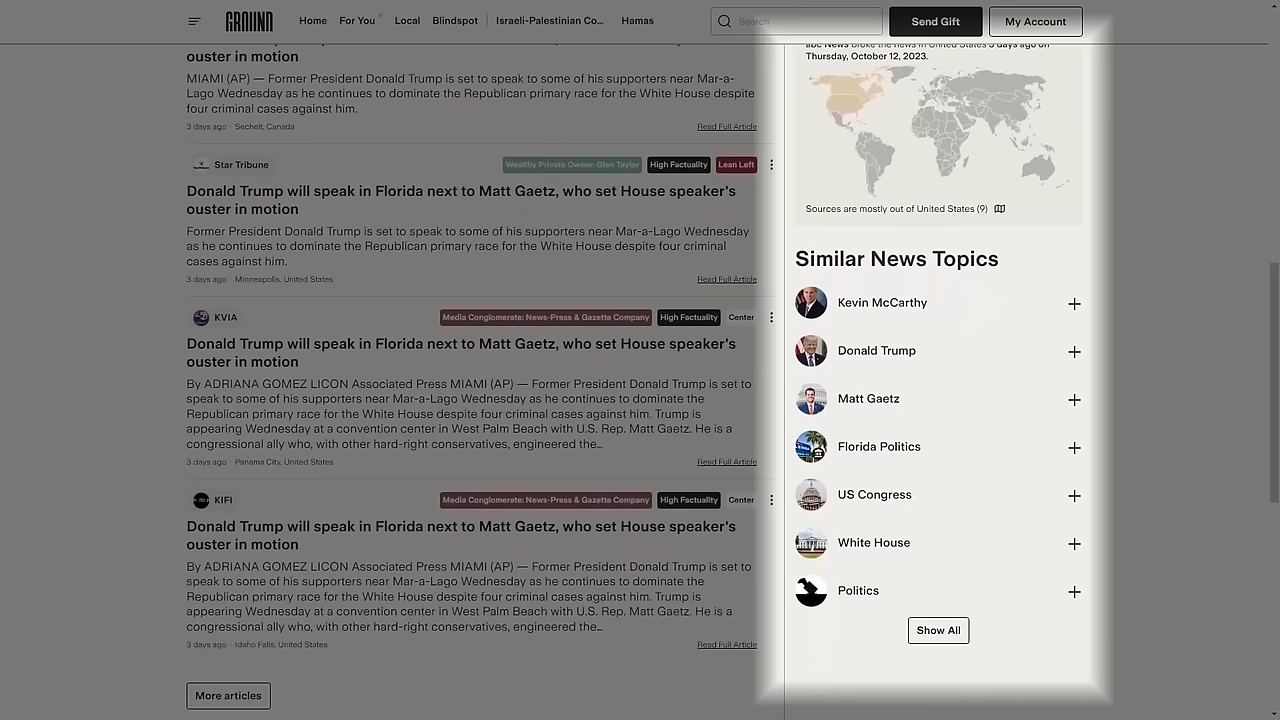 GROUND
Home
For You
Local
Blindspot
Israeli-Palestinian Co...
Hamas
Search
Send Gift
My Account
ouster in motion
MIAMI (AP) — Former President Donald Trump is set to speak to some of his supporters near Mar-a-
Lago Wednesday as he continues to dominate the Republican primary race for the White House despite
four criminal cases against him.
3 days ago · Sechelt, Canada
Read Full Article
Star Tribune
Wealthy Private Owner: Glen Taylor
High Factuality
Lean Left
Donald Trump will speak in Florida next to Matt Gaetz, who set House speaker's
ouster in motion
Former President Donald Trump is set to speak to some of his supporters near Mar-a-Lago Wednesday
as he continues to dominate the Republican primary race for the White House despite four criminal
cases against him.
3 days ago · Minneapolis, United States
Read Full Article
KVIA
Media Conglomerate: News-Press & Gazette Company
High Factuality
Center
Donald Trump will speak in Florida next to Matt Gaetz, who set House speaker's
ouster in motion
By ADRIANA GOMEZ LICON Associated Press MIAMI (AP) — Former President Donald Trump is set to
speak to some of his supporters near Mar-a-Lago Wednesday as he continues to dominate the
Republican primary race for the White House despite four criminal cases against him. Trump is
appearing Wednesday at a convention center in West Palm Beach with U.S. Rep. Matt Gaetz. He is a
congressional ally who, with other hard-right conservatives, engineered the...
3 days ago · Panama City, United States
Read Full Article
KIFI
Media Conglomerate: News-Press & Gazette Company
High Factuality
Center
Donald Trump will speak in Florida next to Matt Gaetz, who set House speaker's
ouster in motion
By ADRIANA GOMEZ LICON Associated Press MIAMI (AP) — Former President Donald Trump is set to
speak to some of his supporters near Mar-a-Lago Wednesday as he continues to dominate the
Republican primary race for the White House despite four criminal cases against him. Trump is
appearing Wednesday at a convention center in West Palm Beach with U.S. Rep. Matt Gaetz. He is a
congressional ally who, with other hard-right conservatives, engineered the...
3 days ago · Idaho Falls, United States
Read Full Article
More articles
abc News broke the news in United States 5 days ago on
Thursday, October 12, 2023.
Sources are mostly out of United States (9)
Similar News Topics
Kevin McCarthy
Donald Trump
Matt Gaetz
Florida Politics
US Congress
White House
Politics
Show All